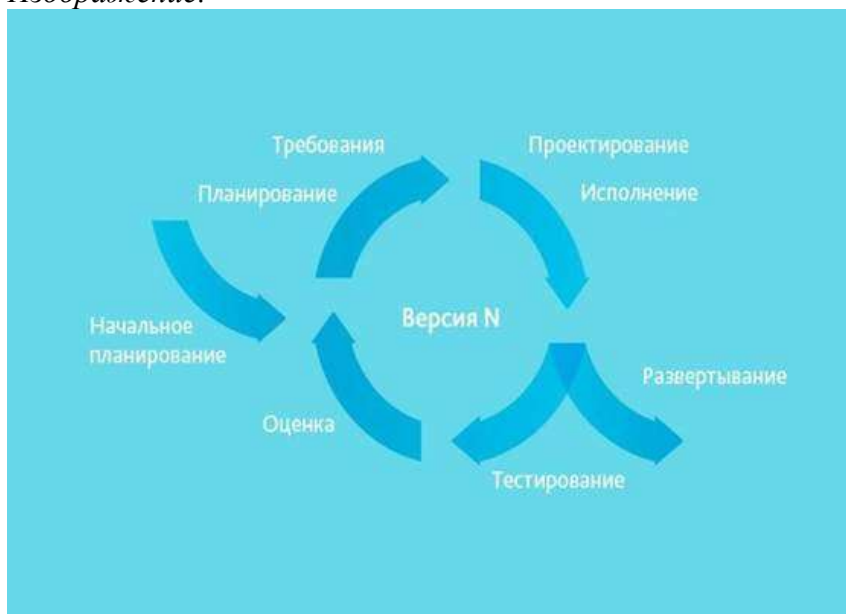 Изображение:
Требования
Проектирование
Планирование
Исполнение
Начальное
планирование
Версия N
Развертывание
Оценка
Тестирование